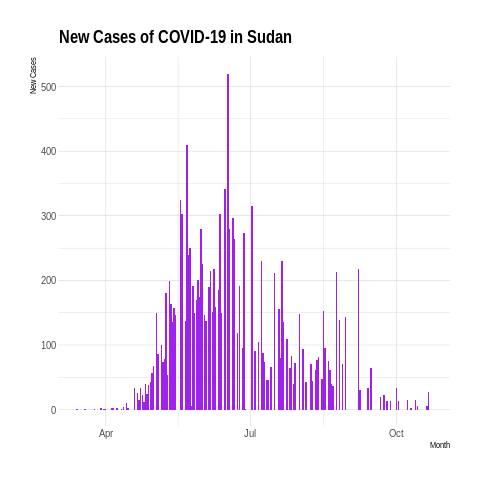 New Cases of COVID-19 in Sudan
New Cases
500
400
300
200
100
0
Apr
Jul
Oct
Month